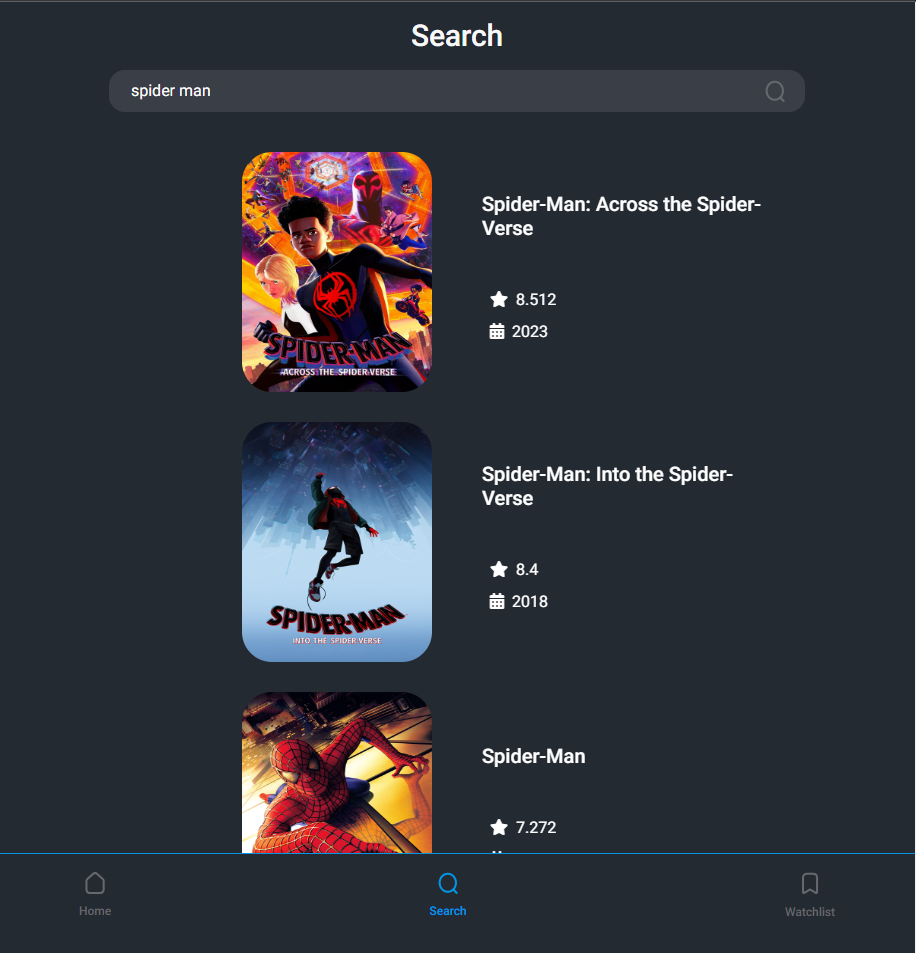 Search
spider man
SPIDER-MAN
ACROSS THE SPIDER-VERSE
Spider-Man: Across the Spider-
Verse
8.512
2023
SPIDER-MAN
INTO THE SPIDER-VERSE
Spider-Man: Into the Spider-
Verse
8.4
2018
Spider-Man
7.272
Home
Search
Watchlist